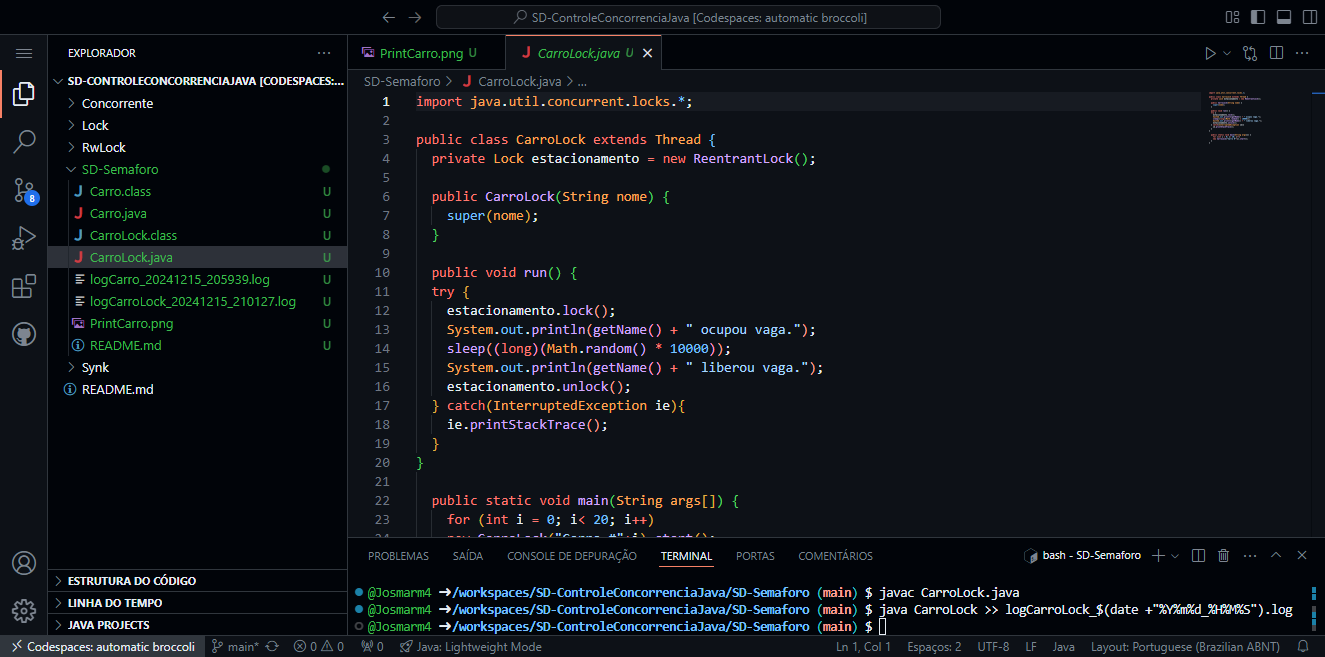 SD-ControleConcorrenciaJava [Codespaces: automatic broccoli]
EXPLORADOR
SD-CONTROLECONCORRENCIAJAVA [CODESPACES:...
Concorrente
Lock
RwLock
SD-Semaforo
Carro.class U
Carro.java U
CarroLock.class U
CarroLock.java U
logCarro_20241215_205939.log U
logCarroLock_20241215_210127.log U
PrintCarro.png U
README.md U
Synk
README.md
8
ESTRUTURA DO CÓDIGO
LINHA DO TEMPO
JAVA PROJECTS
PrintCarro.png U
CarroLock.java U
SD-Semaforo > CarroLock.java > ...
1 import java.util.concurrent.locks.*;
2
3 public class CarroLock extends Thread {
4 private Lock estacionamento = new ReentrantLock();
5
6 public CarroLock(String nome) {
7 super(nome);
8 }
9
10 public void run() {
11 try {
12 estacionamento.lock();
13 System.out.println(getName() + " ocupou vaga.");
14 sleep((long)(Math.random() * 10000));
15 System.out.println(getName() + " liberou vaga.");
16 estacionamento.unlock();
17 } catch(InterruptedException ie){
18 ie.printStackTrace();
19 }
20 }
21
22 public static void main(String args[]) {
23 for (int i = 0; i< 20; i++)
PROBLEMAS SAÍDA CONSOLE DE DEPURAÇÃO TERMINAL PORTAS COMENTÁRIOS
bash - SD-Semaforo
@Josmarm4 ➜/workspaces/SD-ControleConcorrenciaJava/SD-Semaforo (main) $ javac CarroLock.java
@Josmarm4 ➜/workspaces/SD-ControleConcorrenciaJava/SD-Semaforo (main) $ java CarroLock >> logCarroLock_$(date +"%Y%m%d_%H%M%S").log
@Josmarm4 ➜/workspaces/SD-ControleConcorrenciaJava/SD-Semaforo (main) $
Codespaces: automatic broccoli main* 0 0 0 Java: Lightweight Mode Ln 1, Col 1 Espaços: 2 UTF-8 LF Java Layout: Portuguese (Brazilian ABNT)